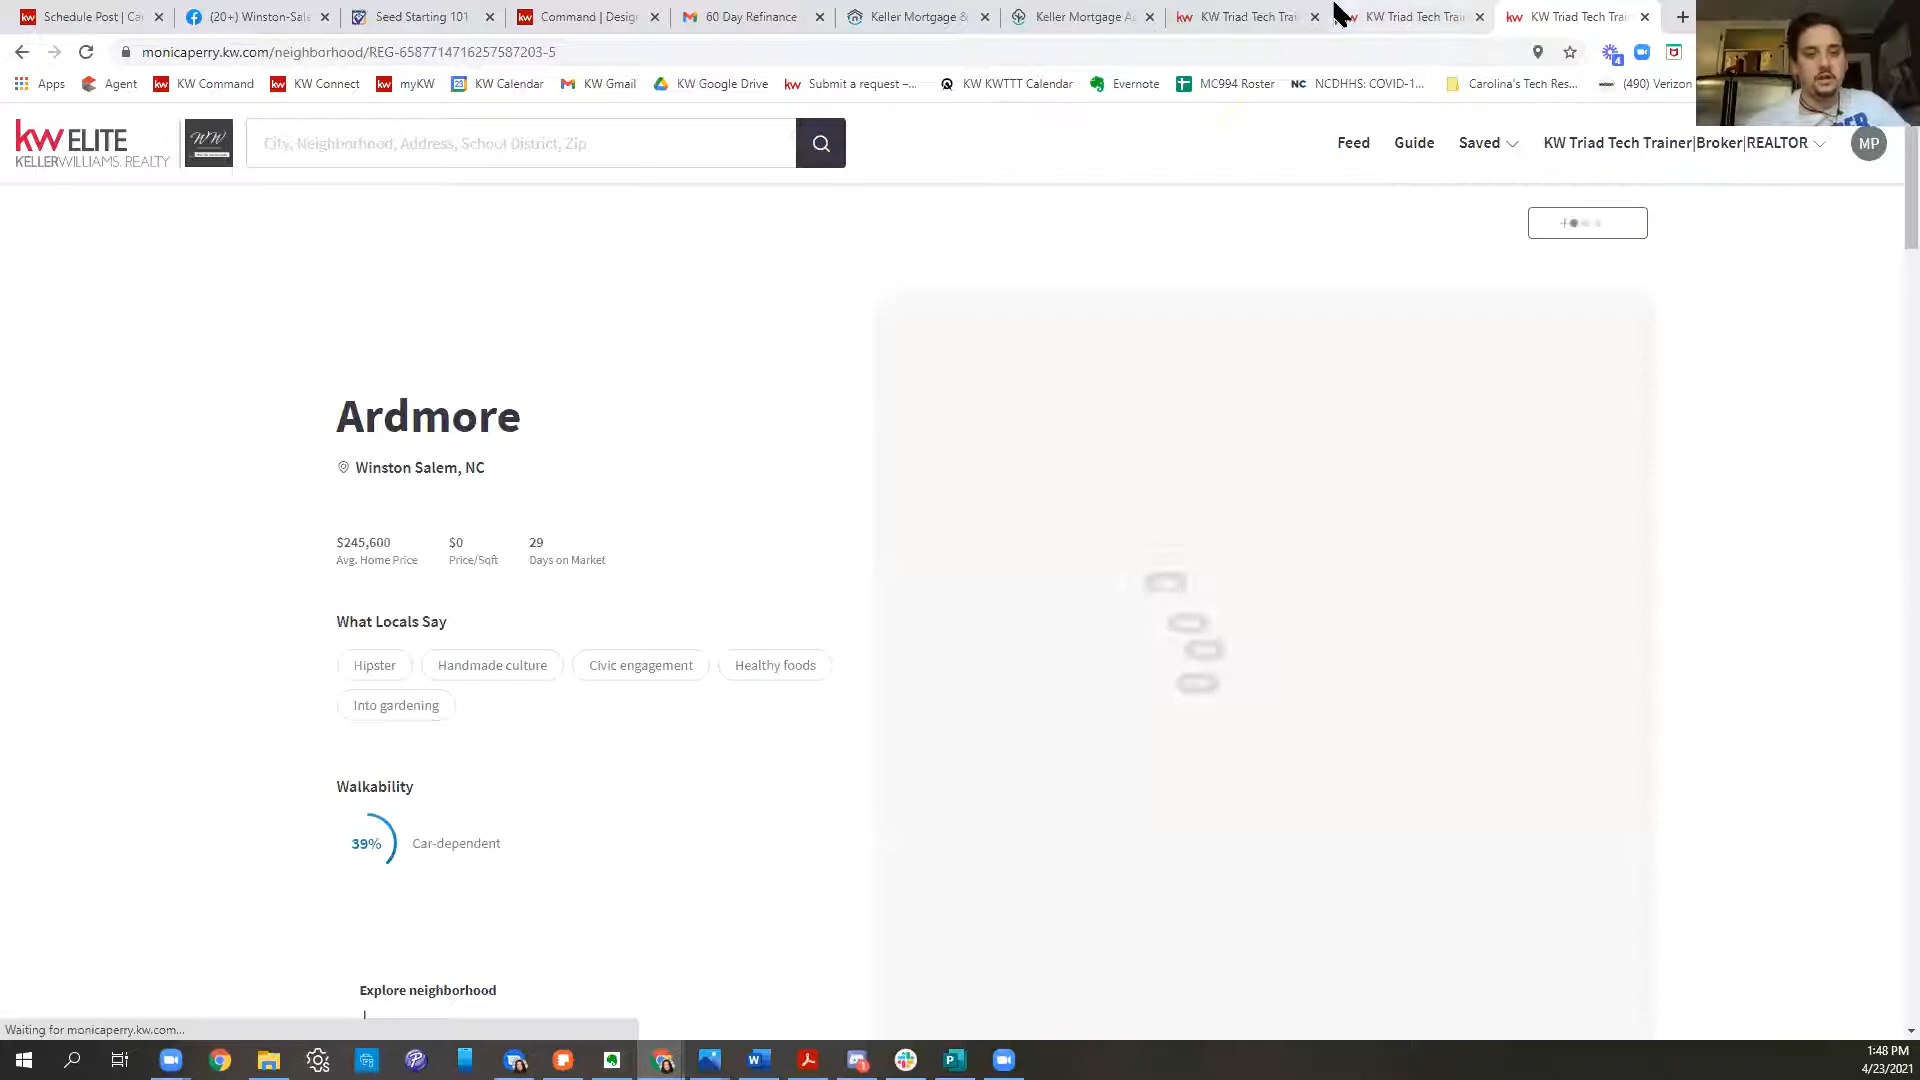 Schedule Post | Ca
(20+) Winston-Sale
Seed Starting 101
Command | Desig
60 Day Refinance
Keller Mortgage &
Keller Mortgage A
KW Triad Tech Trai
KW Triad Tech Trai
KW Triad Tech Trai
monicaperry.kw.com/neighborhood/REG-6587714716257587203-5
4
Apps
Agent
KW Command
KW Connect
myKW
KW Calendar
KW Gmail
KW Google Drive
Submit a request –...
KW KWTTT Calendar
Evernote
MC994 Roster
NC NCDHHS: COVID-1...
Carolina's Tech Res...
(490) Verizon
kw ELITE
KELLERWILLIAMS. REALTY
WW
City, Neighborhood, Address, School District, Zip
Feed
Guide
Saved
KW Triad Tech Trainer|Broker|REALTOR
MP
Ardmore
Winston Salem, NC
$245,600
$0
29
Avg. Home Price
Price/Sqft
Days on Market
What Locals Say
Hipster
Handmade culture
Civic engagement
Healthy foods
Into gardening
Walkability
39%
Car-dependent
Explore neighborhood
Waiting for monicaperry.kw.com...
1:48 PM
4/23/2021